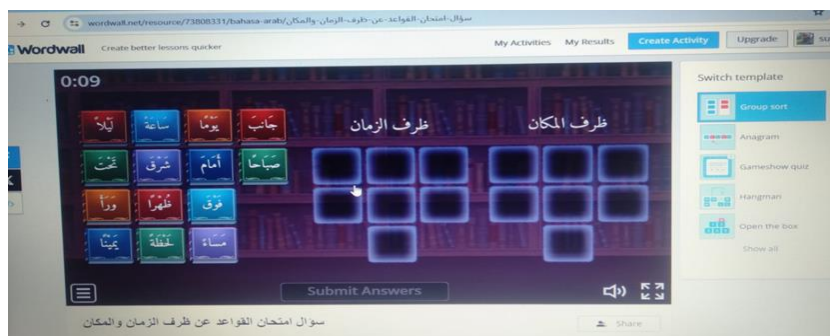 wordwall.net/resource/73808331/bahasa-arab/سؤال-امتحان-القواعد-عن-ظرف-الزمان-والمكان
Wordwall Create better lessons quicker My Activities My Results Create Activity Upgrade su
0:09
Switch template
ظرف المكان
ظرف الزمان
جانب يَوْمًا سَاعَة لَيْلًا
صَبَاحًا أَمَامَ شَرْقَ تَحْتَ
فَوْقَ ظُهْرًا وَرَأ
مَسَاءً لَحْظَة يَمِينًا
Group sort
Anagram
Gameshow quiz
Hangman
Open the box
Show all
Submit Answers
سؤال امتحان القواعد عن ظرف الزمان والمكان
Share